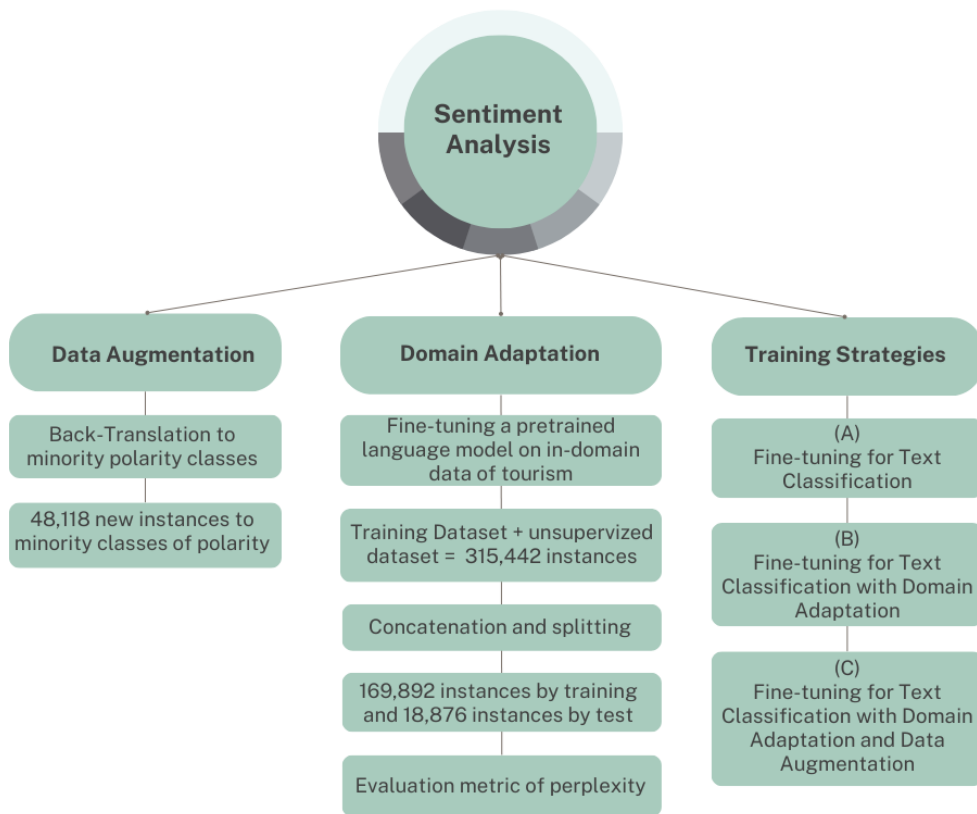 Sentiment
Analysis
Data Augmentation
Back-Translation to
minority polarity classes
48,118 new instances to
minority classes of polarity
Domain Adaptation
Fine-tuning a pretrained
language model on in-domain
data of tourism
Training Dataset + unsupervized
dataset = 315,442 instances
Concatenation and splitting
169,892 instances by training
and 18,876 instances by test
Evaluation metric of perplexity
Training Strategies
(A)
Fine-tuning for Text
Classification
(B)
Fine-tuning for Text
Classification with Domain
Adaptation
(C)
Fine-tuning for Text
Classification with Domain
Adaptation and Data
Augmentation